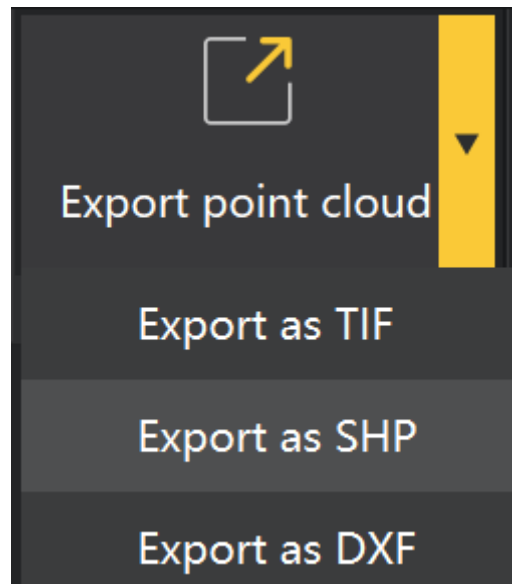 Export point cloud
Export as TIF
Export as SHP
Export as DXF